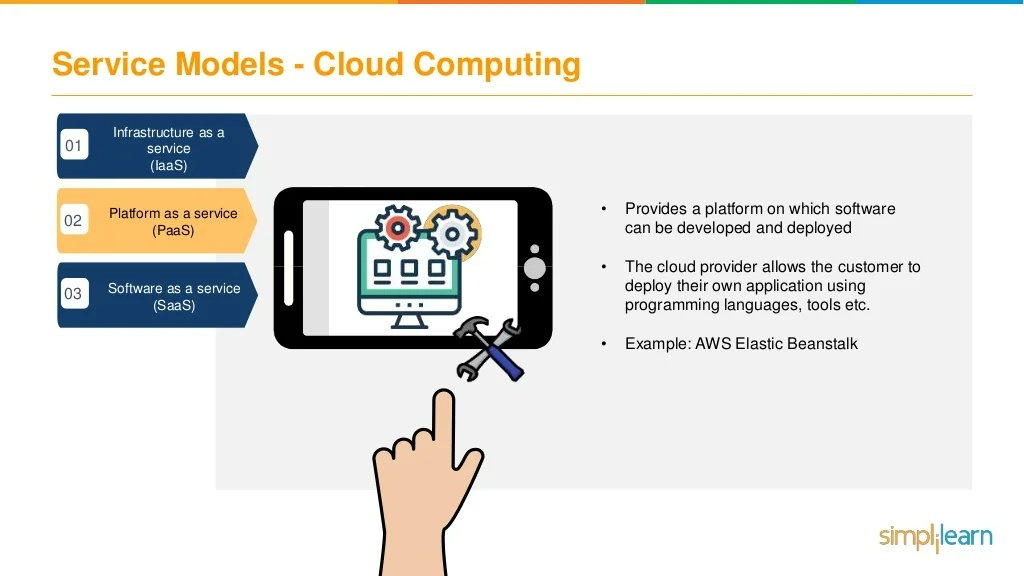 Service Models - Cloud Computing
01
Infrastructure as a
service
(IaaS)
02
Platform as a service
(PaaS)
03
Software as a service
(SaaS)
• Provides a platform on which software
can be developed and deployed
• The cloud provider allows the customer to
deploy their own application using
programming languages, tools etc.
• Example: AWS Elastic Beanstalk
simplilearn